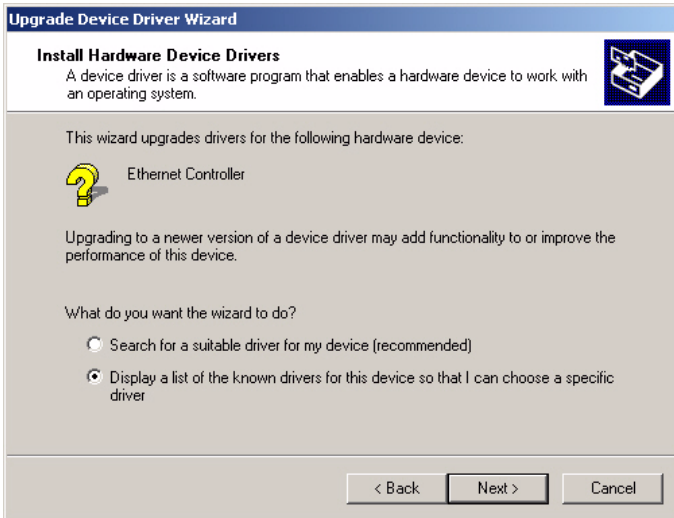 Upgrade Device Driver Wizard
Install Hardware Device Drivers
A device driver is a software program that enables a hardware device to work with
an operating system.
This wizard upgrades drivers for the following hardware device:
Ethernet Controller
Upgrading to a newer version of a device driver may add functionality to or improve the
performance of this device.
What do you want the wizard to do?
Search for a suitable driver for my device (recommended)
Display a list of the known drivers for this device so that I can choose a specific
driver
< Back
Next >
Cancel